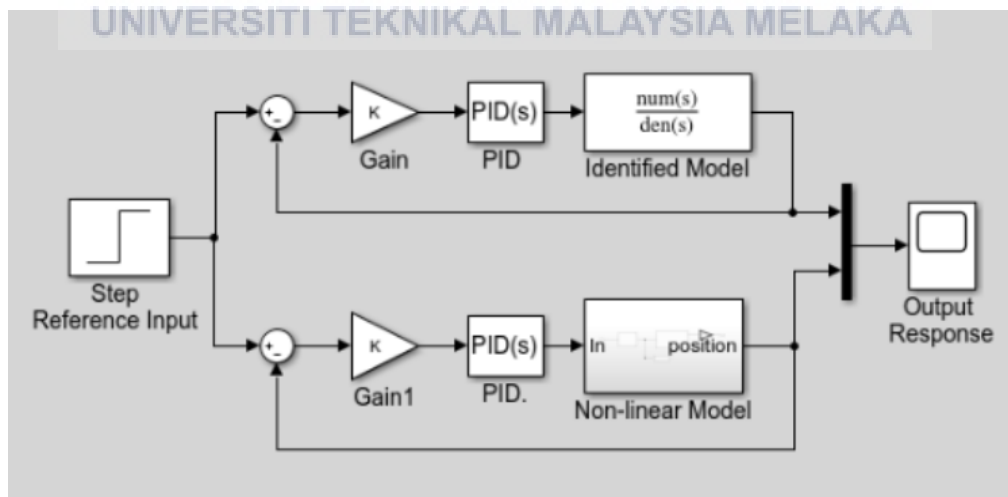 UNIVERSITI TEKNIKAL MALAYSIA MELAKA
+
-
K
Gain
PID(s)
PID
num(s)
den(s)
Identified Model
Step
Reference Input
Output
Response
+
-
K
Gain1
PID(s)
PID.
In
position
Non-linear Model